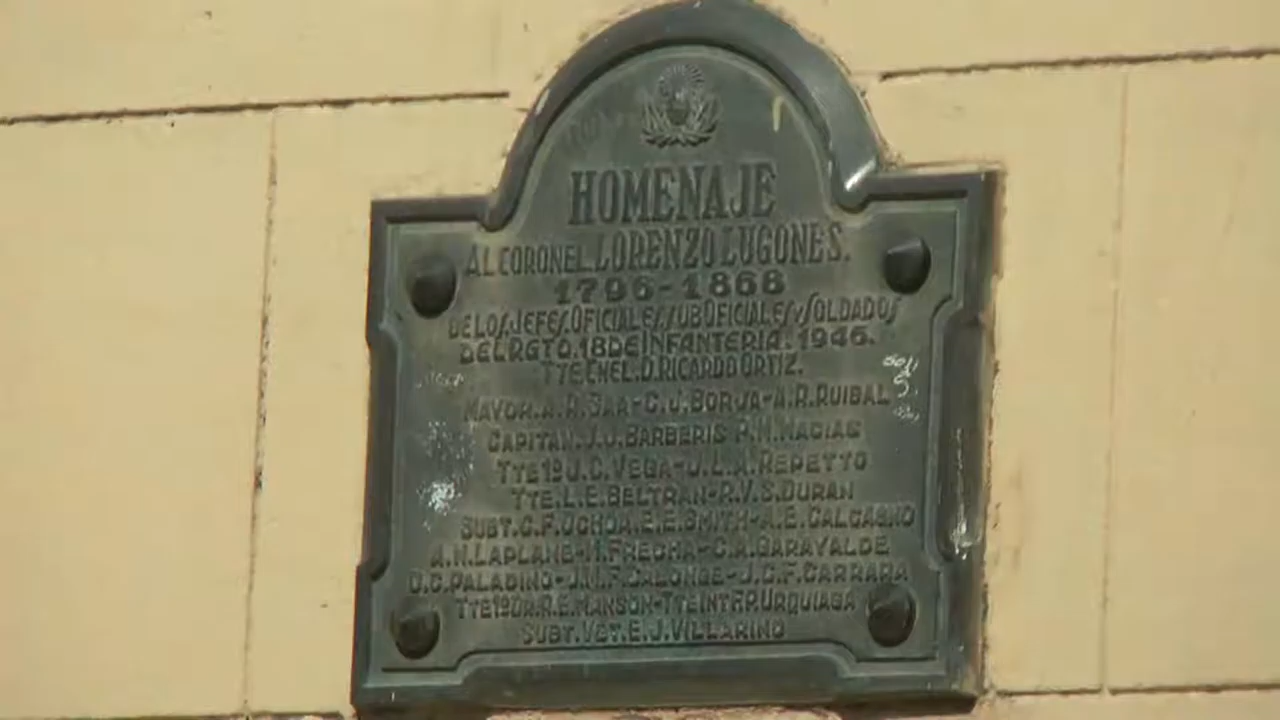 HOMENAJE
AL CORONEL LORENZO LUGONES.
1796-1868
DE LOS JEFES OFICIALES SUBOFICIALES Y SOLDADOS
DEL RGTO. 18 DE INFANTERIA. 1946.
TTE CNEL. D. RICARDO ORTIZ.
MAYOR. A. R. SAA - C. J. BORJA - A. R. RUIBAL
CAPITAN. J. J. BARBERIS P. N. MACIAS
TTE 1º J. C. VEGA - J. L. A. REPETTO
TTE. L. E. BELTRAN - R. V. S. DURAN
SUBT. C. F. OCHOA. E. E. SMITH - A. E. CALCAGNO
A. N. LAPLANE - M. FRECHA - C. A. GARAYALDE
O. C. PALADINO - J. M. F. CALONGE - J. C. F. CARRARA
TTE 1º DR. R. E. MANSON - TTE INT F. P. URQUIAGA
SUBT. VET. E. J. VILLARINO